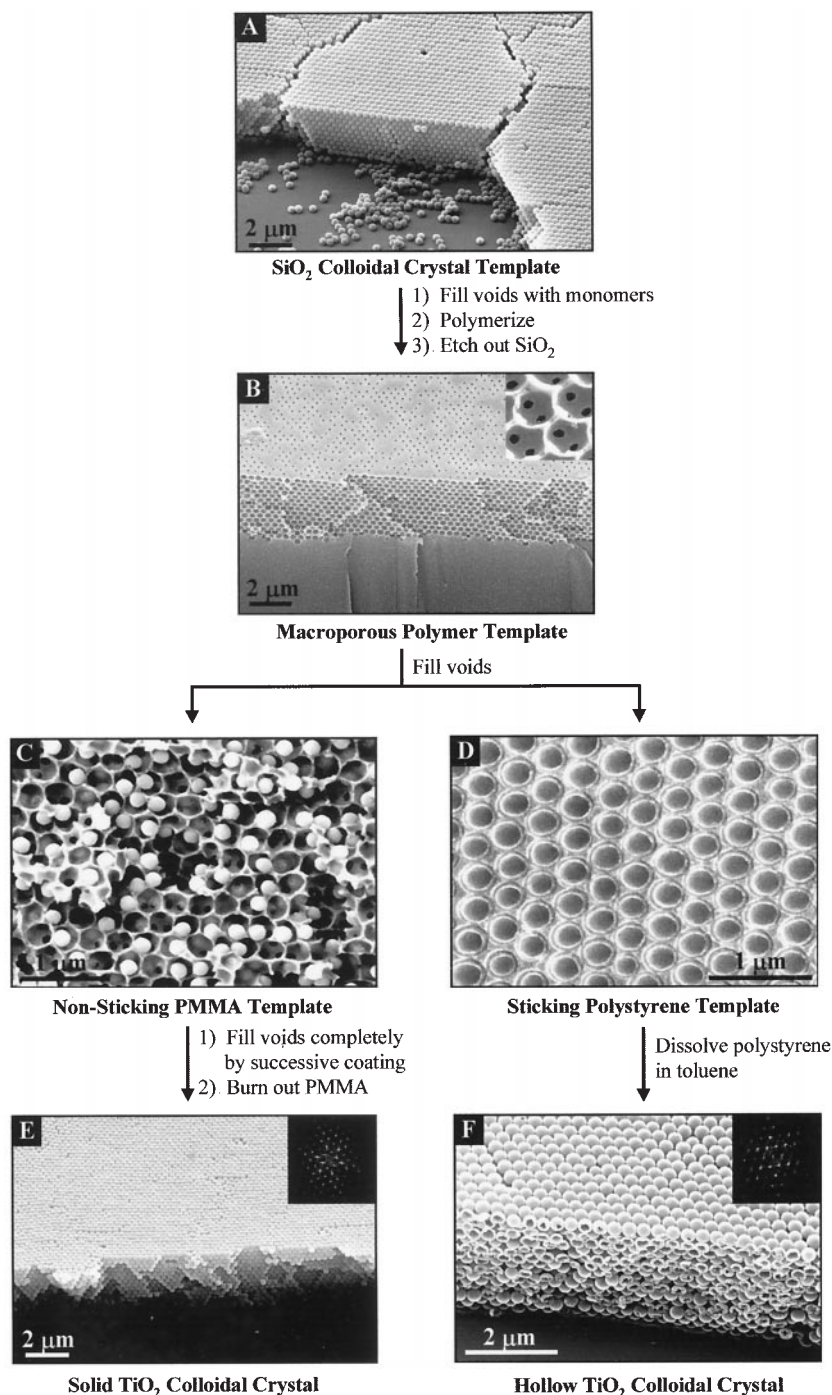 A
2 μm
SiO₂ Colloidal Crystal Template
1) Fill voids with monomers
2) Polymerize
3) Etch out SiO₂
B
2 μm
Macroporous Polymer Template
Fill voids
C
1 μm
Non-Sticking PMMA Template
1) Fill voids completely
by successive coating
2) Burn out PMMA
D
1 μm
Sticking Polystyrene Template
Dissolve polystyrene
in toluene
E
2 μm
Solid TiO₂ Colloidal Crystal
F
2 μm
Hollow TiO₂ Colloidal Crystal